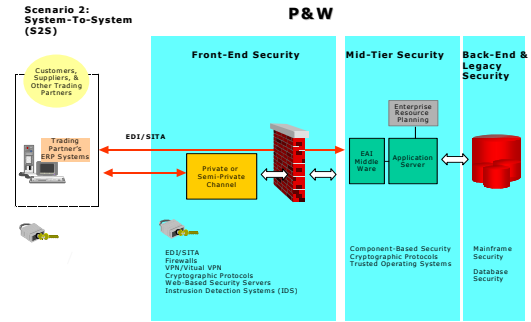 Scenario 2:
System-To-System
(S2S)
P&W
Front-End Security
Mid-Tier Security
Back-End &
Legacy
Security
Customers,
Suppliers, &
Other Trading
Partners
Trading
Partner's
ERP Systems
EDI/SITA
Private or
Semi-Private
Channel
Enterprise
Resource
Planning
EAI
Middle
Ware
Application
Server
EDI/SITA
Firewalls
VPN/Vitual VPN
Cryptographic Protocols
Web-Based Security Servers
Instrusion Detection Systems (IDS)
Component-Based Security
Cryptographic Protocols
Trusted Operating Systems
Mainframe
Security
Database
Security